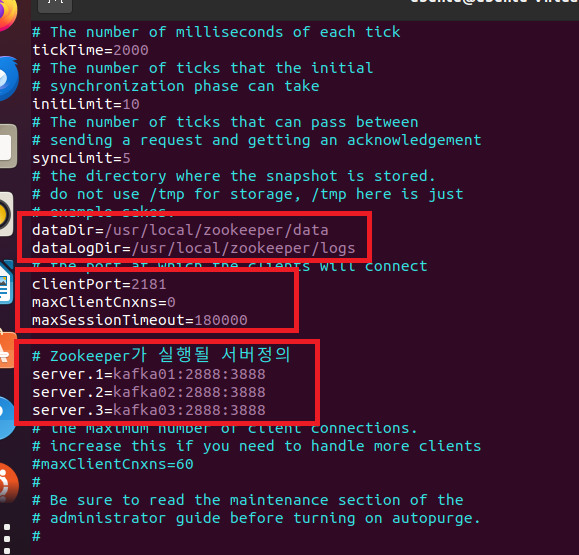 # The number of milliseconds of each tick
tickTime=2000
# The number of ticks that the initial
# synchronization phase can take
initLimit=10
# The number of ticks that can pass between
# sending a request and getting an acknowledgement
syncLimit=5
# the directory where the snapshot is stored.
# do not use /tmp for storage, /tmp here is just
# example sakes.
dataDir=/usr/local/zookeeper/data
dataLogDir=/usr/local/zookeeper/logs
# the port at which the clients will connect
clientPort=2181
maxClientCnxns=0
maxSessionTimeout=180000
# Zookeeper가 실행될 서버정의
server.1=kafka01:2888:3888
server.2=kafka02:2888:3888
server.3=kafka03:2888:3888
# the maximum number of client connections.
# increase this if you need to handle more clients
#maxClientCnxns=60
#
# Be sure to read the maintenance section of the
# administrator guide before turning on autopurge.
#